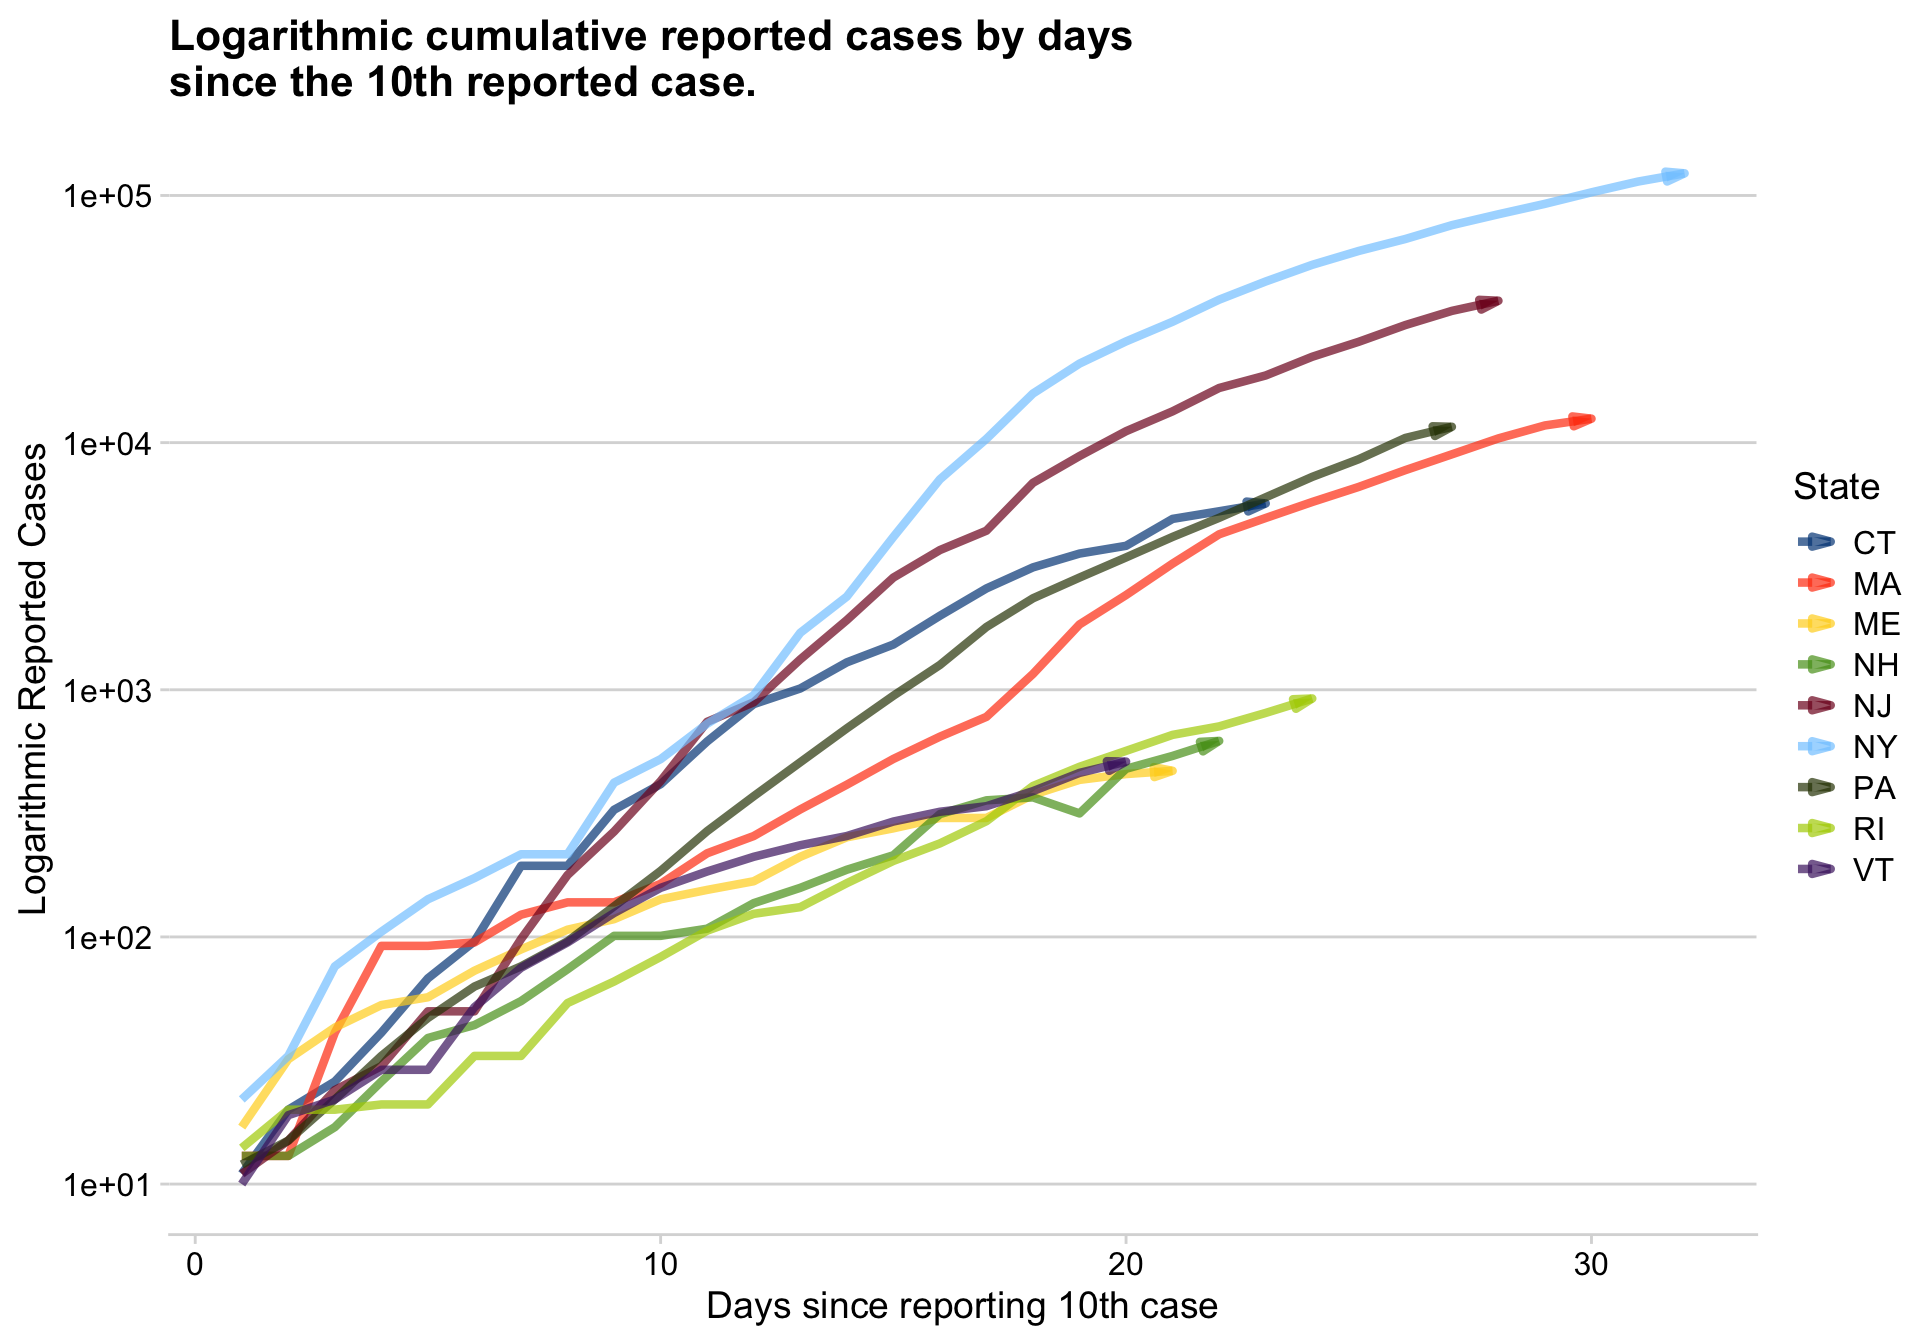 Logarithmic cumulative reported cases by days
since the 10th reported case.
1e+05
1e+04
1e+03
1e+02
1e+01
Logarithmic Reported Cases
0
10
20
30
Days since reporting 10th case
State
CT
MA
ME
NH
NJ
NY
PA
RI
VT